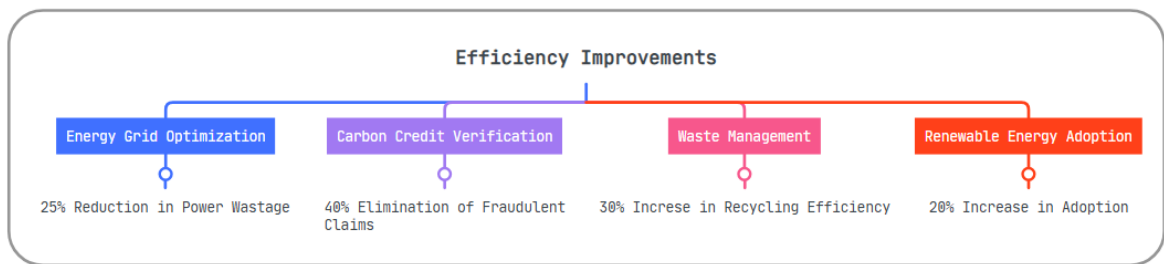 Efficiency Improvements
Energy Grid Optimization
Carbon Credit Verification
Waste Management
Renewable Energy Adoption
25% Reduction in Power Wastage
40% Elimination of Fraudulent
Claims
30% Increse in Recycling Efficiency
20% Increase in Adoption